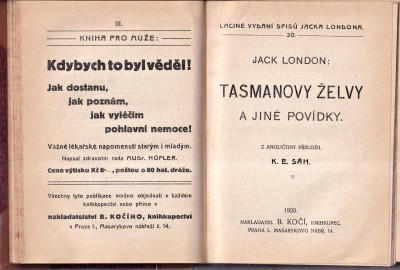 III.
KNIHA PRO MUŽE:
Kdybych to byl věděl!
Jak dostanu,
jak poznám,
jak vyléčím
pohlavní nemoce!
Vážné lékařské napomenutí starým i mladým.
Napsal zdravotní rada MUDr. HÜFLER.
Cena výtisku Kč 8·–, poštou o 80 hal. dráže.
Všechny tyto publikace možno objednati v každém
knihkupectví nebo přímo v
nakladatelství B. KOČÍHO, knihkupectví
v Praze I., Masarykovo nábřeží č. 14.
LACINÉ VYDÁNÍ SPISŮ JACKA LONDONA.
20.
JACK LONDON:
TASMANOVY ŽELVY
A JINÉ POVÍDKY.
Z ANGLIČTINY PŘELOŽIL
K. E. SÁH.
1923.
NAKLADATEL B. KOČÍ, KNIHKUPEC,
PRAHA I., MASARYKOVO NÁBŘ. 14.